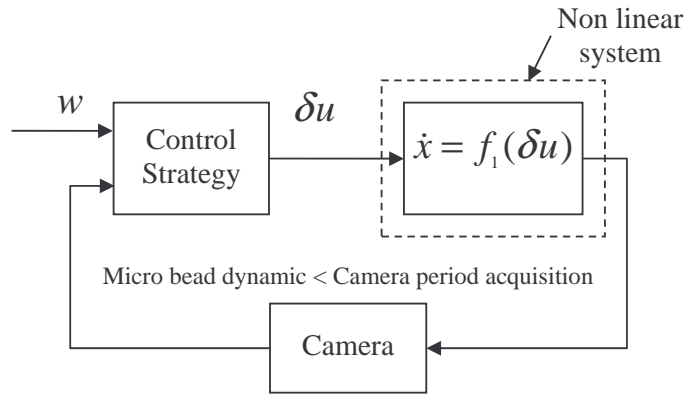 Non linear
system
w
δu
Control
Strategy
ẋ = f₁(δu)
Micro bead dynamic < Camera period acquisition
Camera